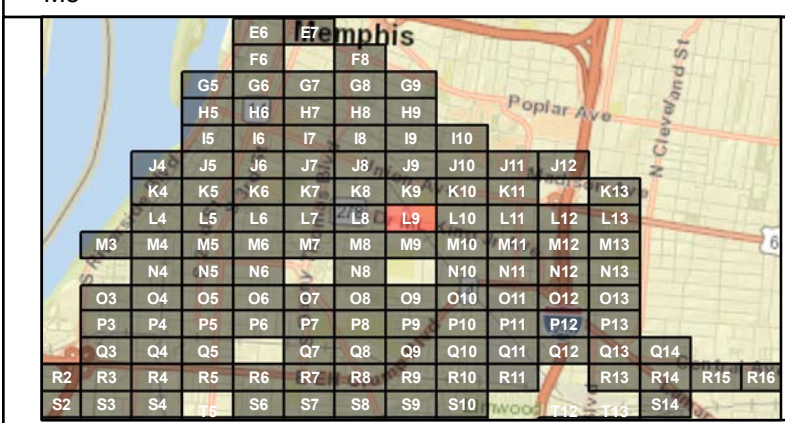 Memphis
E6 E7
F6 F8
G5 G6 G7 G8 G9
Poplar Ave
N Cleveland St
H5 H6 H7 H8 H9
I5 I6 I7 I8 I9 I10
J4 J5 J6 J7 J8 J9 J10 J11 J12
K4 K5 K6 K7 K8 K9 K10 K11 K13
L4 L5 L6 L7 L8 L9 L10 L11 L12 L13
M3 M4 M5 M6 M7 M8 M9 M10 M11 M12 M13
N4 N5 N6 N8 N10 N11 N12 N13
O3 O4 O5 O6 O7 O8 O9 O10 O11 O12 O13
P3 P4 P5 P6 P7 P8 P9 P10 P11 P12 P13
Q3 Q4 Q5 Q7 Q8 Q9 Q10 Q11 Q12 Q13 Q14
R2 R3 R4 R5 R6 R7 R8 R9 R10 R11 R13 R14 R15 R16
S2 S3 S4 S6 S7 S8 S9 S10 S14
T5 T12 T13